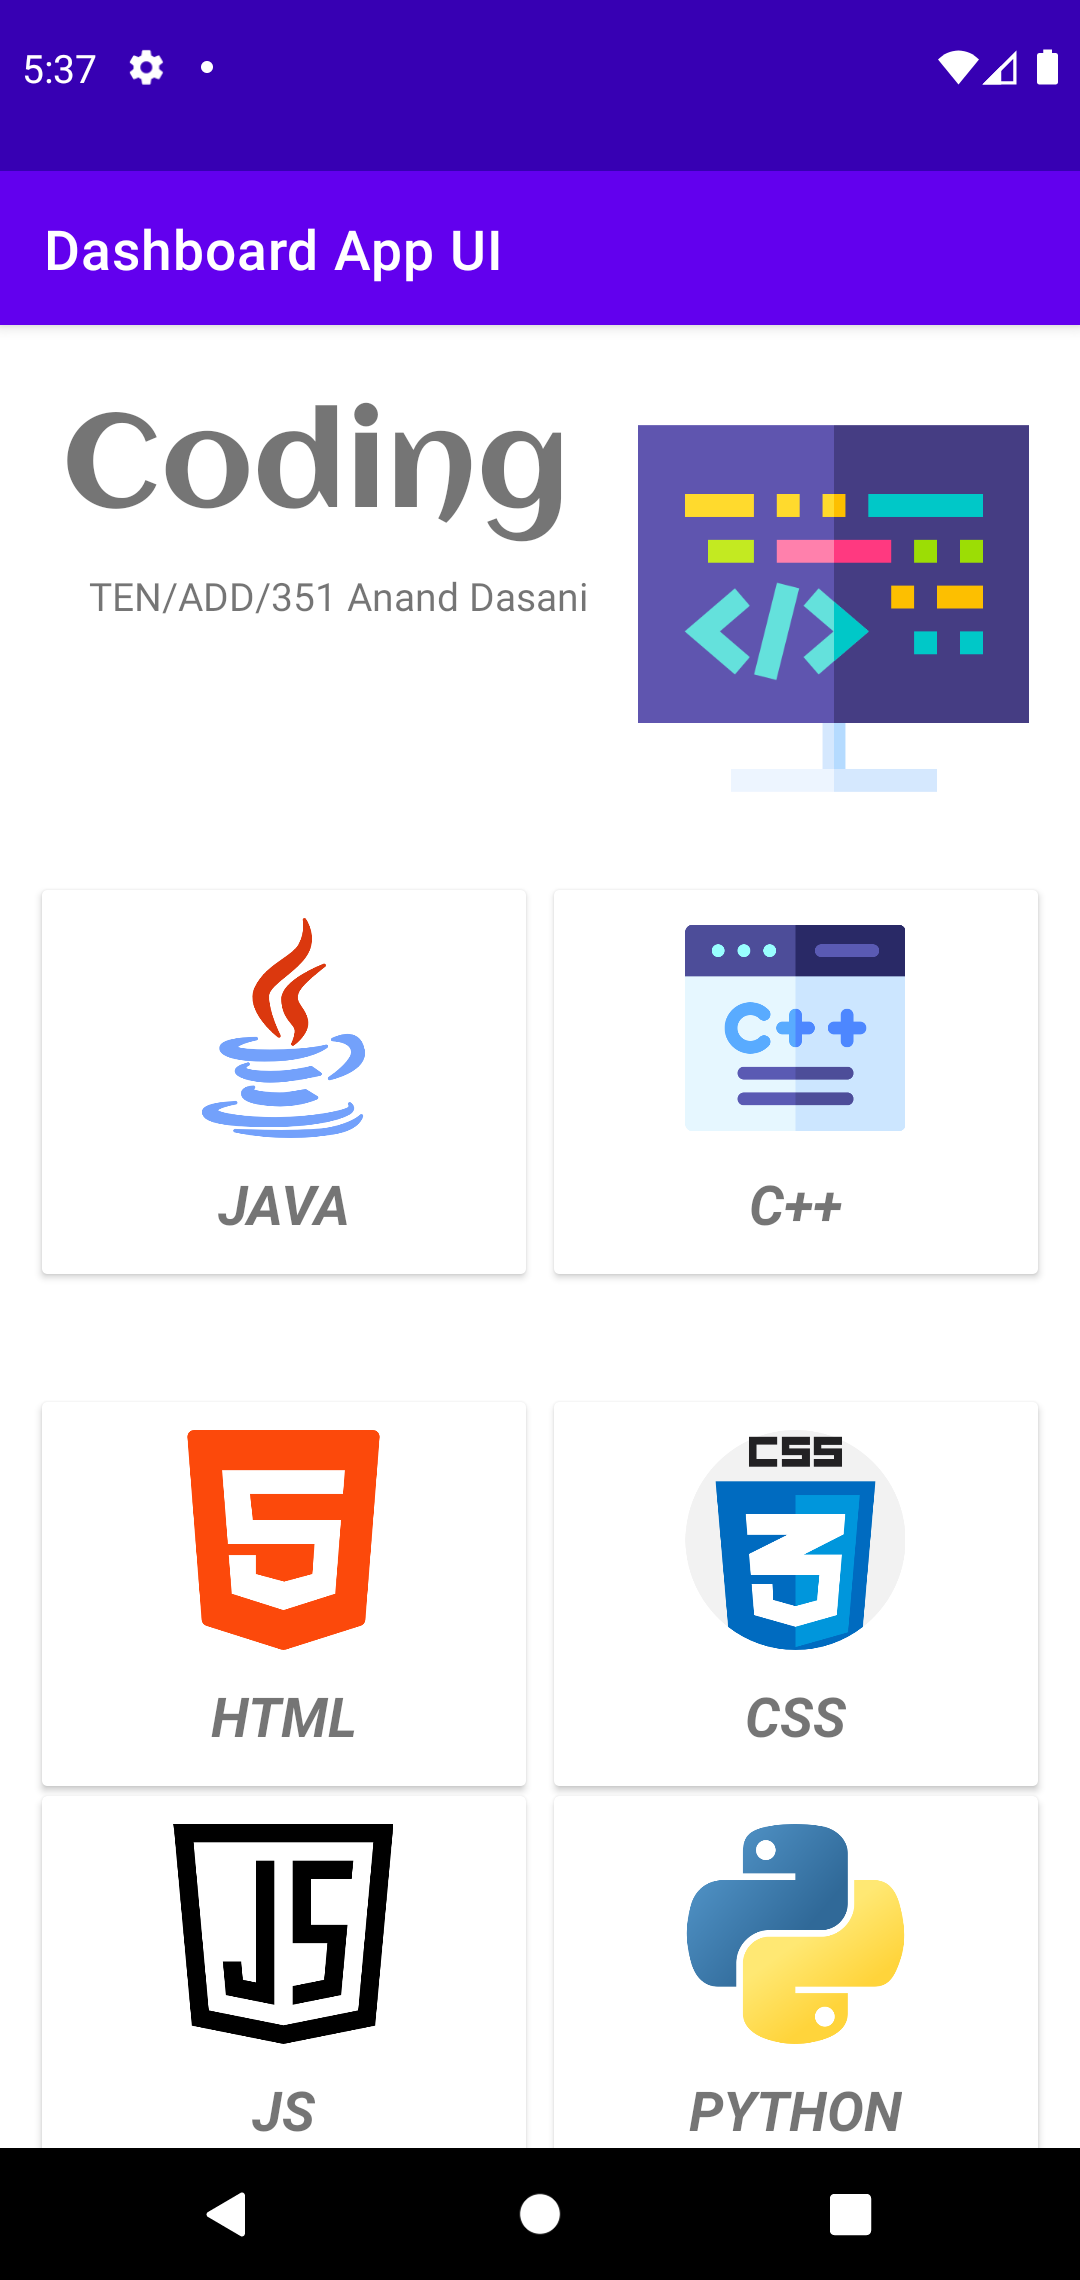 5:37
Dashboard App UI
Coding
TEN/ADD/351 Anand Dasani
</>
C++
JAVA
C++
CSS
3
5
HTML
CSS
JS
JS
PYTHON